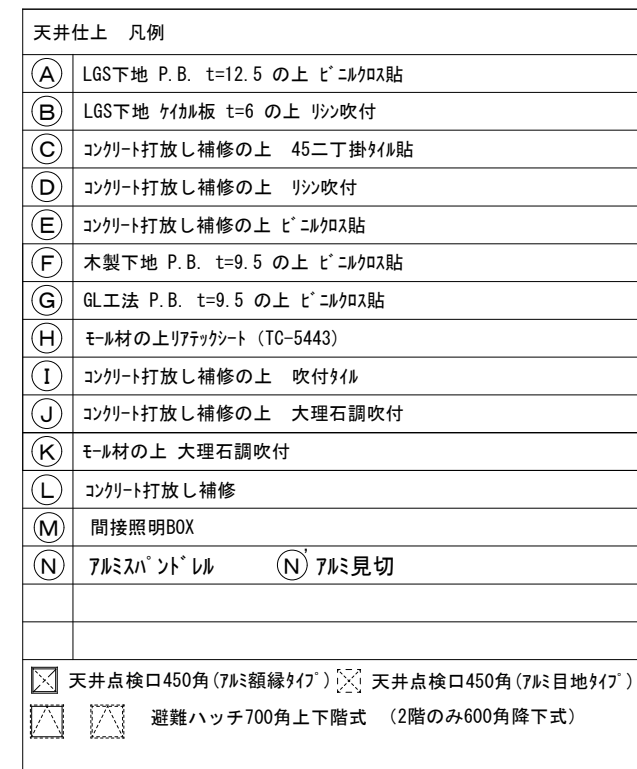 天井仕上 凡例
A LGS下地 P.B. t=12.5 の上 ﾋﾞﾆﾙｸﾛｽ貼
B LGS下地 ｹｲｶﾙ板 t=6 の上 ﾘｼﾝ吹付
C ｺﾝｸﾘｰﾄ打放し補修の上 45二丁掛ﾀｲﾙ貼
D ｺﾝｸﾘｰﾄ打放し補修の上 ﾘｼﾝ吹付
E ｺﾝｸﾘｰﾄ打放し補修の上 ﾋﾞﾆﾙｸﾛｽ貼
F 木製下地 P.B. t=9.5 の上 ﾋﾞﾆﾙｸﾛｽ貼
G GL工法 P.B. t=9.5 の上 ﾋﾞﾆﾙｸﾛｽ貼
H ﾓｰﾙ材の上ﾘｱﾃｯｸｼｰﾄ (TC-5443)
I ｺﾝｸﾘｰﾄ打放し補修の上 吹付ﾀｲﾙ
J ｺﾝｸﾘｰﾄ打放し補修の上 大理石調吹付
K ﾓｰﾙ材の上 大理石調吹付
L ｺﾝｸﾘｰﾄ打放し補修
M 間接照明BOX
N ｱﾙﾐｽﾊﾟﾝﾄﾞﾚﾙ N' ｱﾙﾐ見切
天井点検口450角(ｱﾙﾐ額縁ﾀｲﾌﾟ) 天井点検口450角(ｱﾙﾐ目地ﾀｲﾌﾟ)
避難ハッチ700角上下階式 (2階のみ600角降下式)